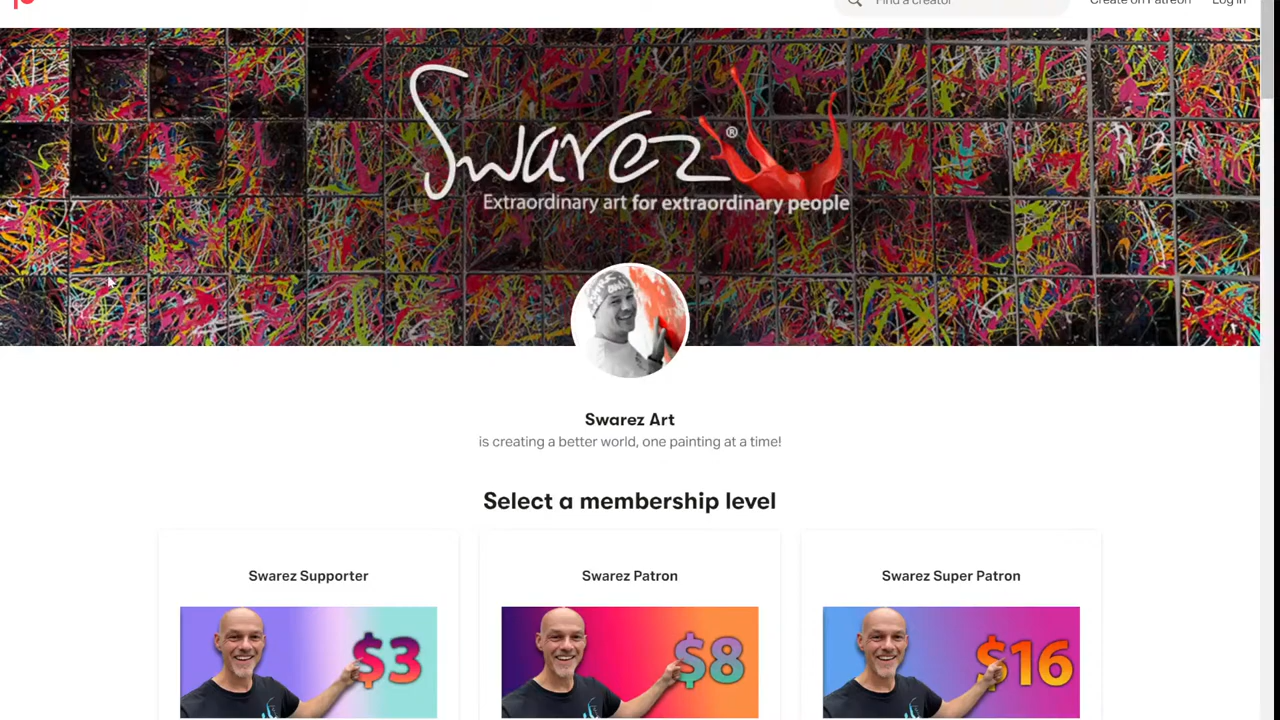 Find a creator
Create on Patreon
Log in
Swarez®
Extraordinary art for extraordinary people
Swarez Art
is creating a better world, one painting at a time!
Select a membership level
Swarez Supporter
Swarez Patron
Swarez Super Patron
$3
$8
$16